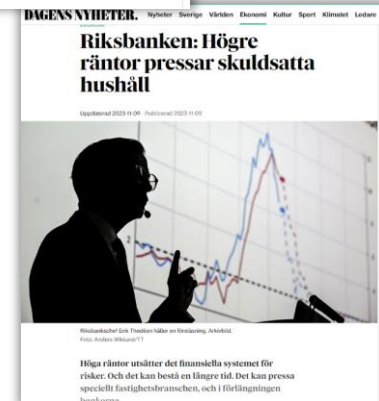 DAGENS NYHETER.
Nyheter Sverige Världen Ekonomi Kultur Sport Klimatet Ledare
Riksbanken: Högre
räntor pressar skuldsatta
hushåll
Uppdaterad 2023-11-09 Publicerad 2023-11-09
Riksbankschef Erik Thedéen håller en föreläsning. Arkivbild.
Foto: Anders Wiklund/TT
Höga räntor utsätter det finansiella systemet för
risker. Och det kan bestå en längre tid. Det kan pressa
speciellt fastighetsbranschen, och i förlängningen
bankerna.